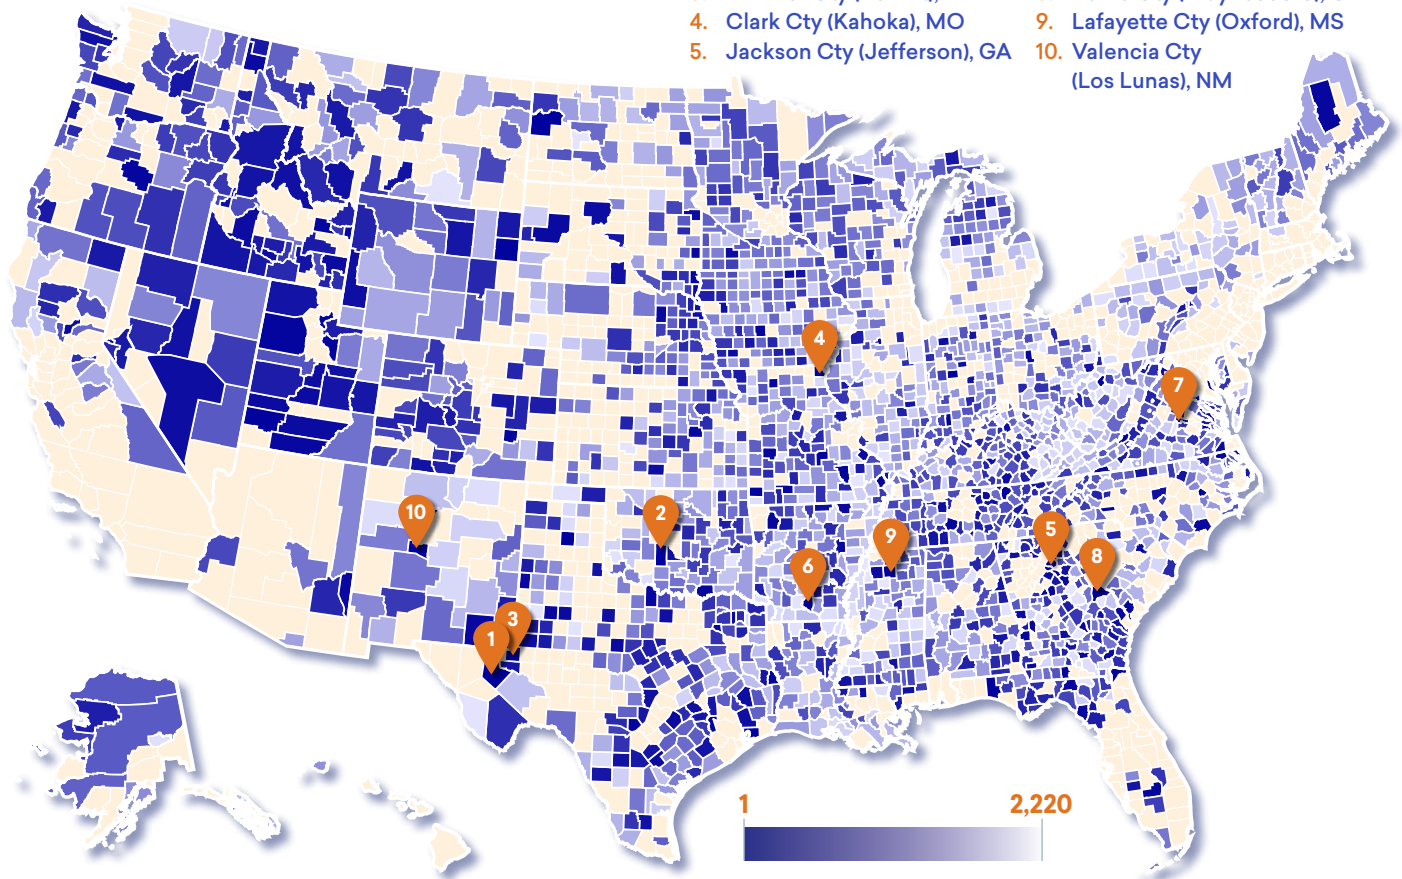 4. Clark Cty (Kahoka), MO
5. Jackson Cty (Jefferson), GA
9. Lafayette Cty (Oxford), MS
10. Valencia Cty
(Los Lunas), NM
4
7
10
2
9
5
6
8
3
1
1
2,220